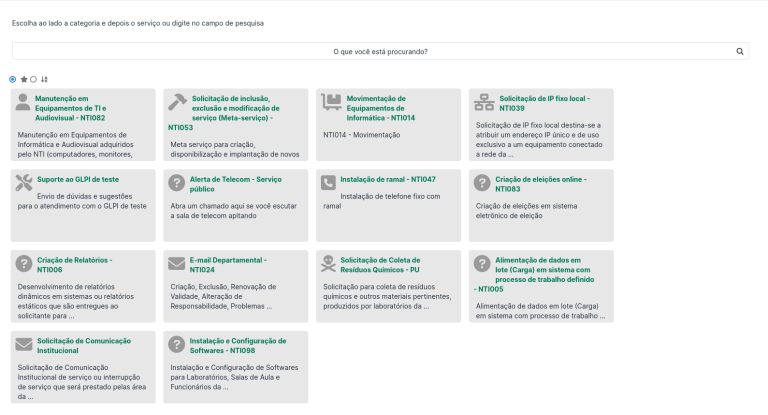 Escolha ao lado a categoria e depois o serviço ou digite no campo de pesquisa
O que você está procurando?
Manutenção em
Equipamentos de TI e
Audiovisual - NTI082
Manutenção em Equipamentos de
Informática e Audiovisual adquiridos
pelo NTI (computadores, monitores,
Solicitação de inclusão,
exclusão e modificação de
serviço (Meta-serviço) -
NTI053
Meta serviço para criação,
disponibilização e implantação de novos
Movimentação de
Equipamentos de
Informática - NTI014
NTI014 - Movimentação
Solicitação de IP fixo local -
NTI039
Solicitação de IP fixo local destina-se a
atribuir um endereço IP único e de uso
exclusivo a um equipamento conectado
a rede da ...
Suporte ao GLPI de teste
Envio de dúvidas e sugestões
para o atendimento com o GLPI de teste
Alerta de Telecom - Serviço
público
Abra um chamado aqui se você escutar
a sala de telecom apitando
Instalação de ramal - NTI047
Instalação de telefone fixo com
ramal
Criação de eleições online -
NTI083
Criação de eleições em sistema
eletrônico de eleição
Criação de Relatórios -
NTI006
Desenvolvimento de relatórios
dinâmicos em sistemas ou relatórios
estáticos que são entregues ao
solicitante para ...
E-mail Departamental -
NTI024
Criação, Exclusão, Renovação de
Validade, Alteração de
Responsabilidade, Problemas ...
Solicitação de Coleta de
Resíduos Químicos - PU
Solicitação para coleta de resíduos
químicos e outros materiais pertinentes,
produzidos por laboratórios da ...
Alimentação de dados em
lote (Carga) em sistema com
processo de trabalho definido
- NTI005
Alimentação de dados em lote (Carga)
em sistema com processo de trabalho ...
Solicitação de Comunicação
Institucional
Solicitação de Comunicação
Institucional de serviço ou interrupção
de serviço que será prestado pelas área
da ...
Instalação e Configuração de
Softwares - NTI098
Instalação e Configuração de Softwares
para Laboratórios, Salas de Aula e
Funcionários da ...